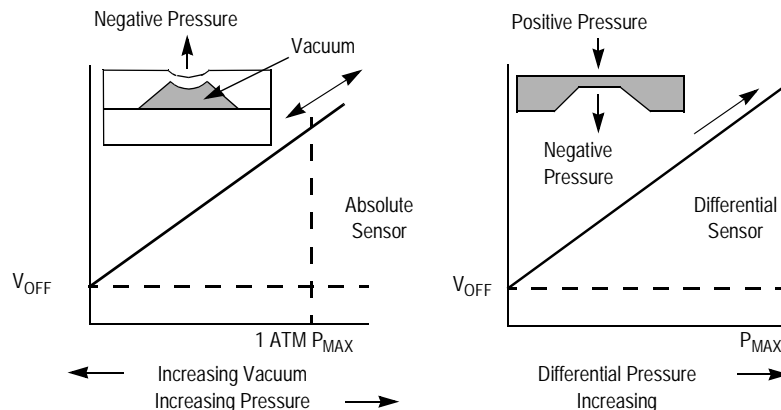 Negative Pressure
Vacuum
Absolute
Sensor
V_OFF
1 ATM P_MAX
Increasing Vacuum
Increasing Pressure
Positive Pressure
Negative
Pressure
Differential
Sensor
V_OFF
P_MAX
Differential Pressure
Increasing